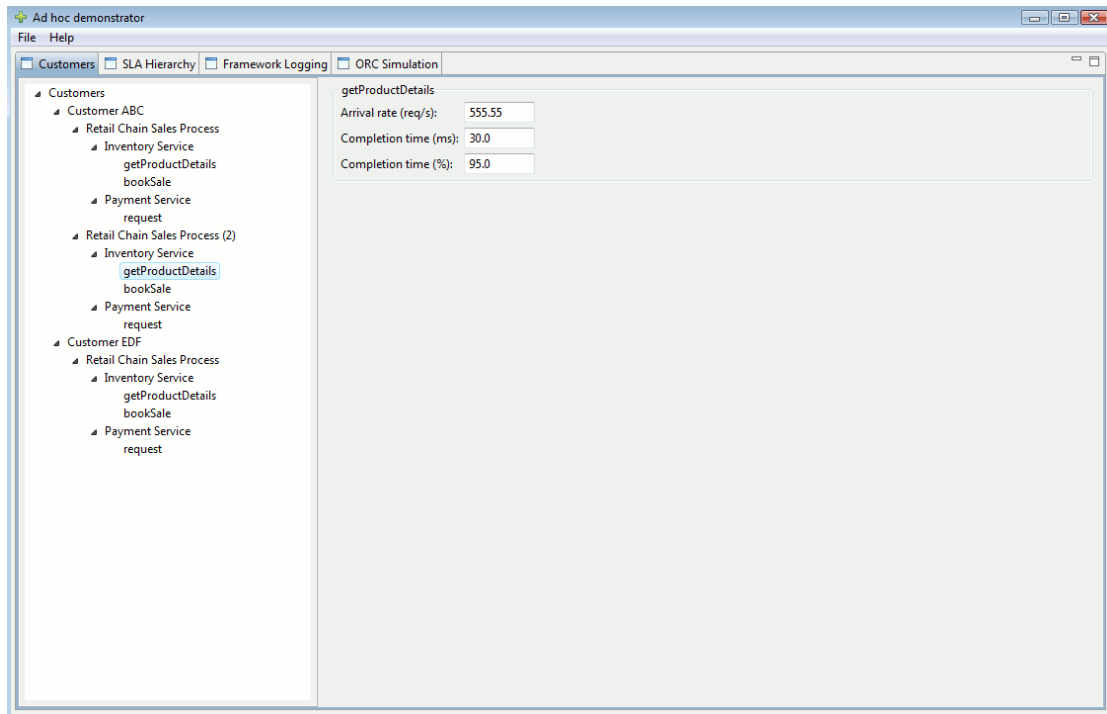 Ad hoc demonstrator
File Help
Customers SLA Hierarchy Framework Logging ORC Simulation
Customers
Customer ABC
Retail Chain Sales Process
Inventory Service
getProductDetails
bookSale
Payment Service
request
Retail Chain Sales Process (2)
Inventory Service
getProductDetails
bookSale
Payment Service
request
Customer EDF
Retail Chain Sales Process
Inventory Service
getProductDetails
bookSale
Payment Service
request
getProductDetails
Arrival rate (req/s): 555.55
Completion time (ms): 30.0
Completion time (%): 95.0